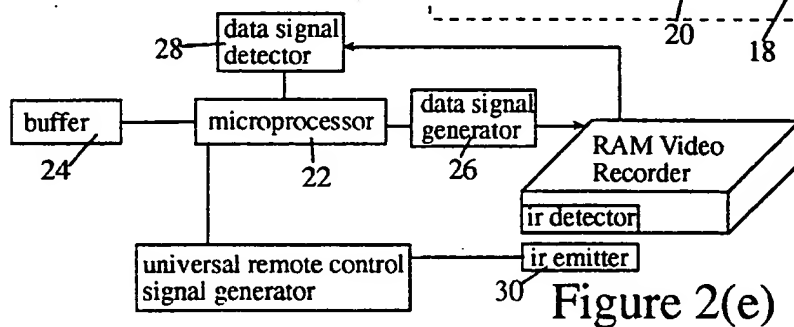 20
18
data signal
detector
28
buffer
24
microprocessor
22
data signal
generator
26
RAM Video
Recorder
ir detector
universal remote control
signal generator
ir emitter
30
Figure 2(e)